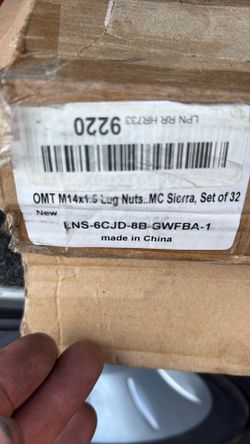 LPN RR HR733
9220
OMT M14x1.5 Lug Nuts..MC Sierra, Set of 32
New
LNS-6CJD-8B-GWFBA-1
made in China